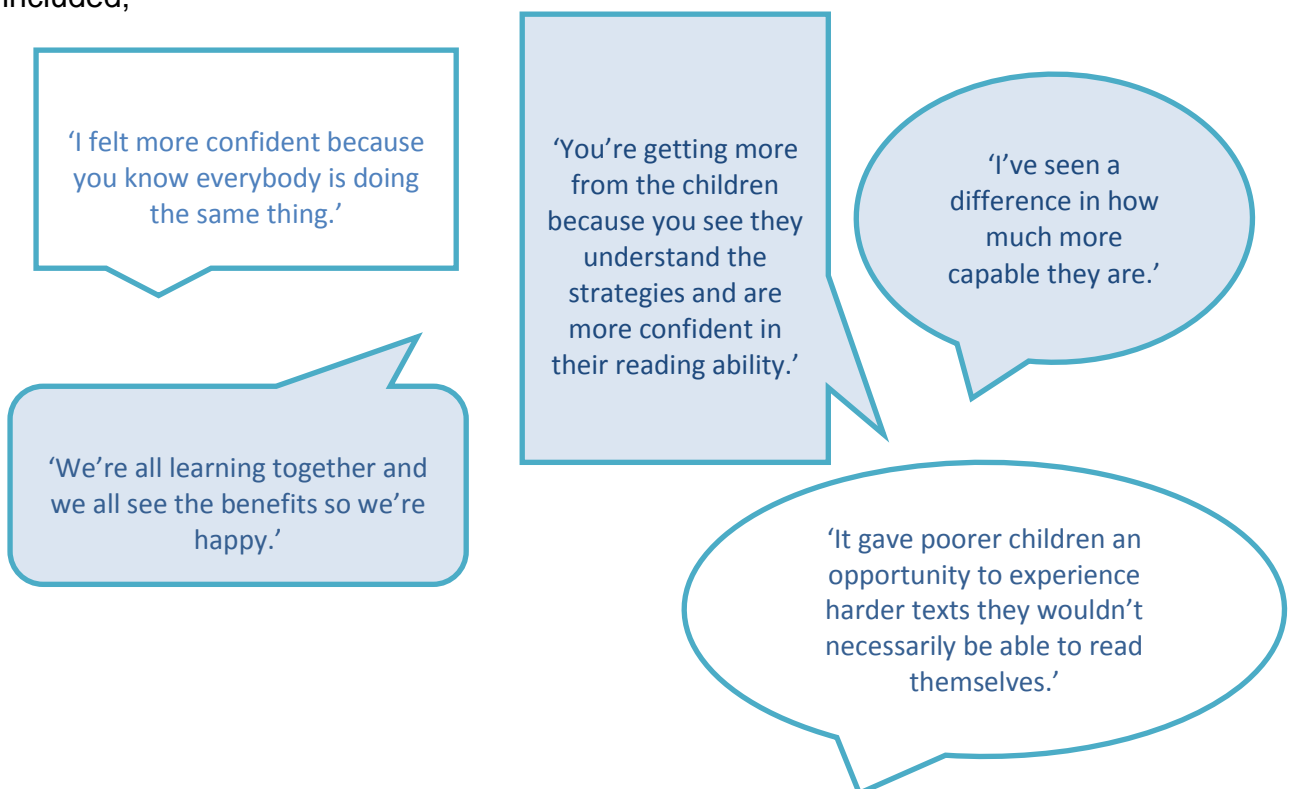 included,
‘I felt more confident because
you know everybody is doing
the same thing.’
‘You’re getting more
from the children
because you see they
understand the
strategies and are
more confident in
their reading ability.’
‘I’ve seen a
difference in how
much more
capable they are.’
‘We’re all learning together and
we all see the benefits so we’re
happy.’
‘It gave poorer children an
opportunity to experience
harder texts they wouldn’t
necessarily be able to read
themselves.’